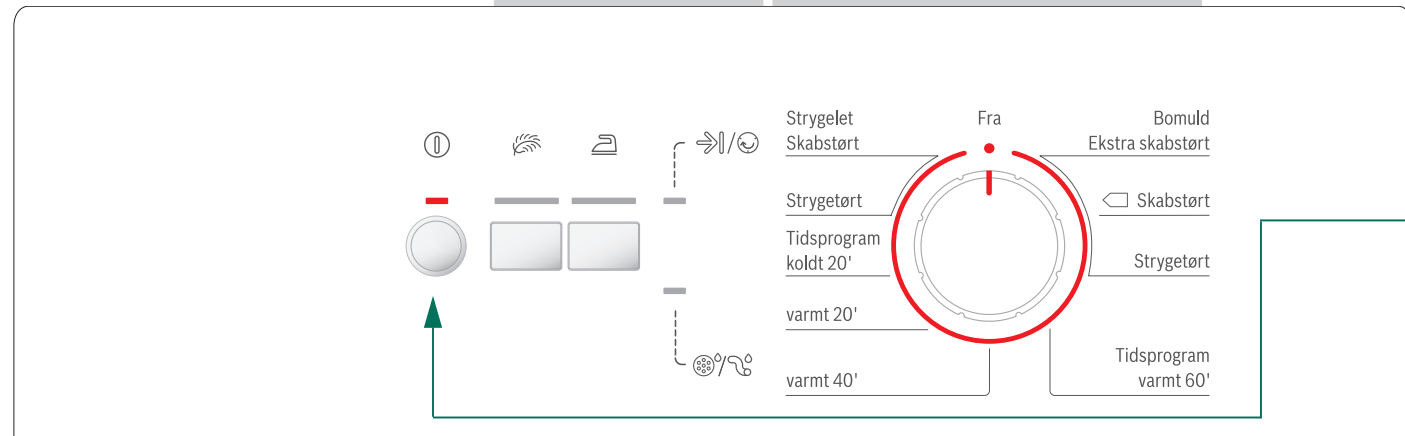 Strygelet
Skabstørt
Strygetørt
Tidsprogram
koldt 20'
varmt 20'
varmt 40'
Fra
Bomuld
Ekstra skabstørt
Skabstørt
Strygetørt
Tidsprogram
varmt 60'